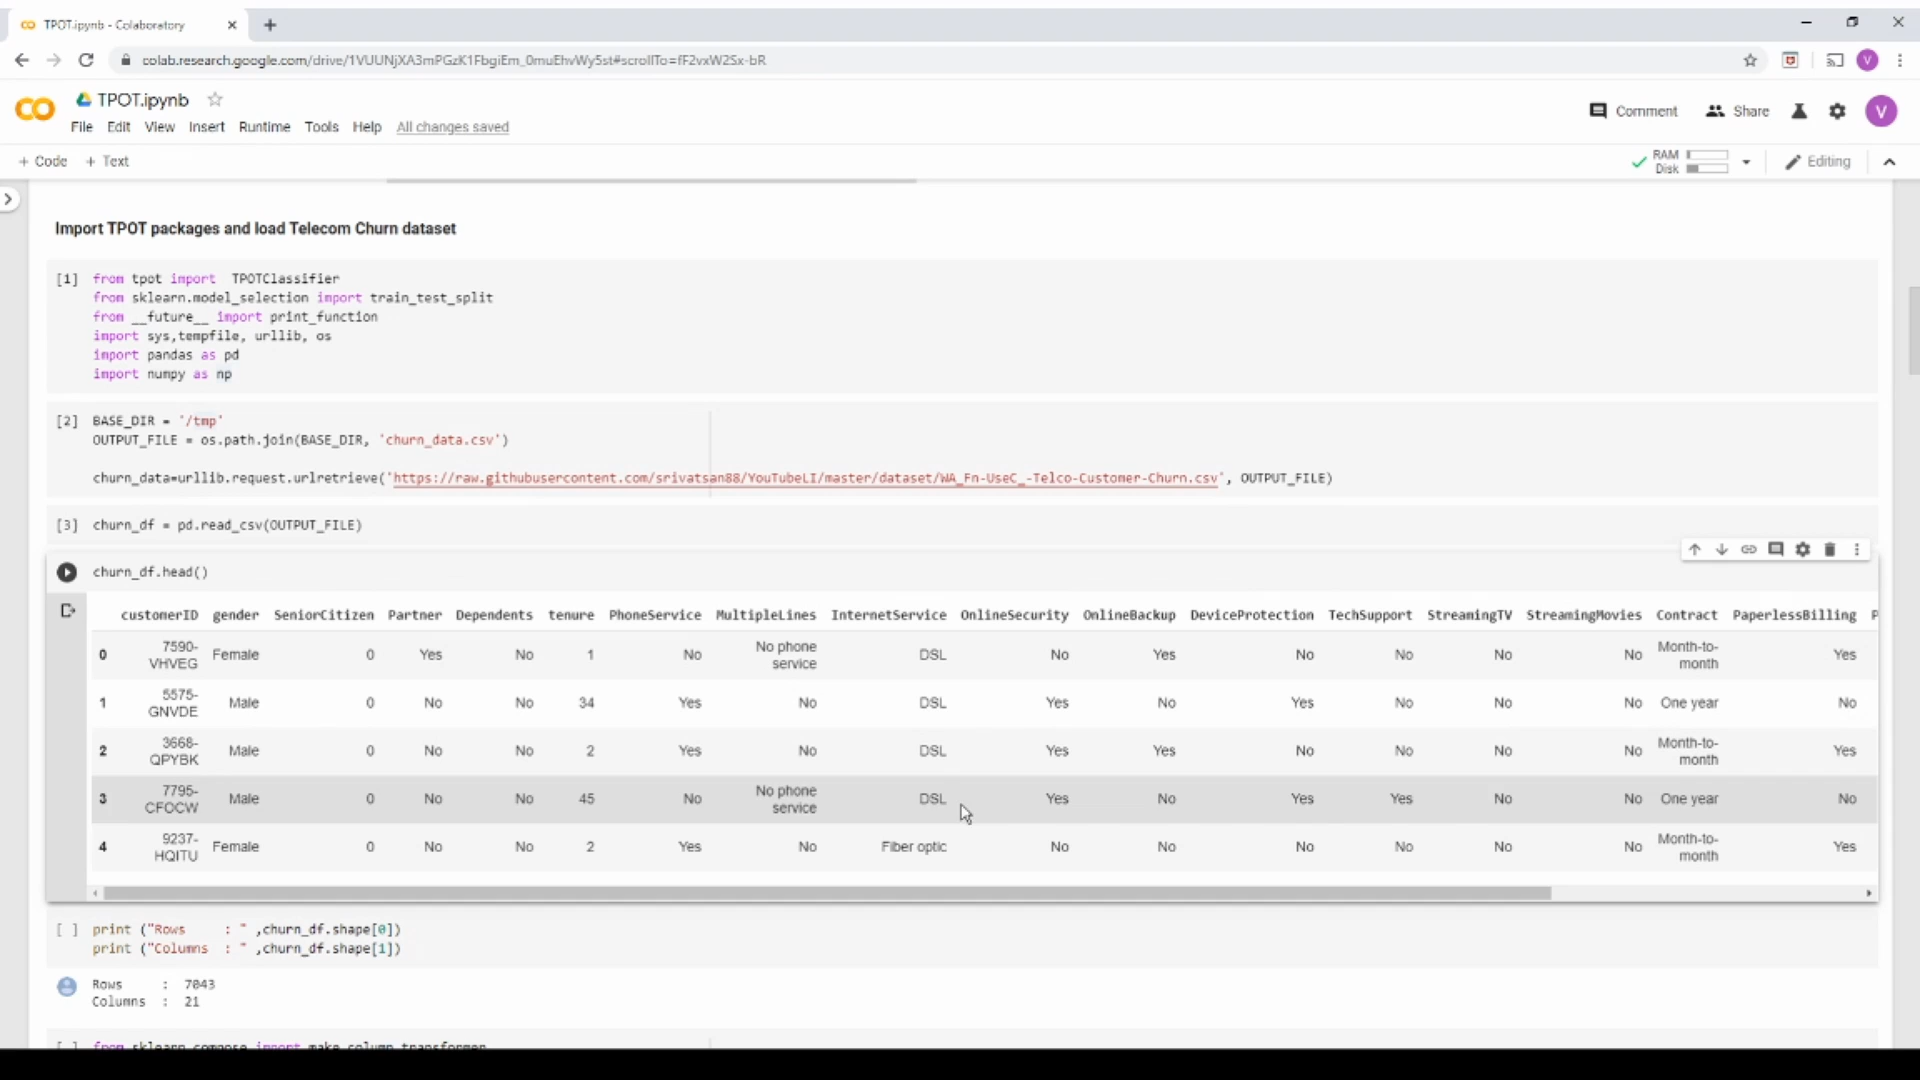 TPOT.ipynb - Colaboratory
colab.research.google.com/drive/1VUUNjXA3mPGzK1FbgiEm_0muEhvWy5st#scrollTo=fF2vxW2Sx-bR
V
CO TPOT.ipynb
File Edit View Insert Runtime Tools Help All changes saved
Comment Share V
+ Code + Text
RAM
Disk
Editing
Import TPOT packages and load Telecom Churn dataset
[1] from tpot import  TPOTClassifier
from sklearn.model_selection import train_test_split
from __future__ import print_function
import sys,tempfile, urllib, os
import pandas as pd
import numpy as np
[2] BASE_DIR = '/tmp'
OUTPUT_FILE = os.path.join(BASE_DIR, 'churn_data.csv')
churn_data=urllib.request.urlretrieve('https://raw.githubusercontent.com/srivatsan88/YouTubeLI/master/dataset/WA_Fn-UseC_-Telco-Customer-Churn.csv', OUTPUT_FILE)
[3] churn_df = pd.read_csv(OUTPUT_FILE)
churn_df.head()
customerID gender SeniorCitizen Partner Dependents tenure PhoneService MultipleLines InternetService OnlineSecurity OnlineBackup DeviceProtection TechSupport StreamingTV StreamingMovies Contract PaperlessBilling P
0 7590-VHVEG Female 0 Yes No 1 No No phone service DSL No Yes No No No No Month-to-month Yes
1 5575-GNVDE Male 0 No No 34 Yes No DSL Yes No Yes No No No One year No
2 3668-QPYBK Male 0 No No 2 Yes No DSL Yes Yes No No No No Month-to-month Yes
3 7795-CFOCW Male 0 No No 45 No No phone service DSL Yes No Yes Yes No No One year No
4 9237-HQITU Female 0 No No 2 Yes No Fiber optic No No No No No No Month-to-month Yes
[ ] print ("Rows     : " ,churn_df.shape[0])
print ("Columns  : " ,churn_df.shape[1])
Rows     :  7043
Columns  :  21
[ ] from sklearn.compose import make_column_transformer